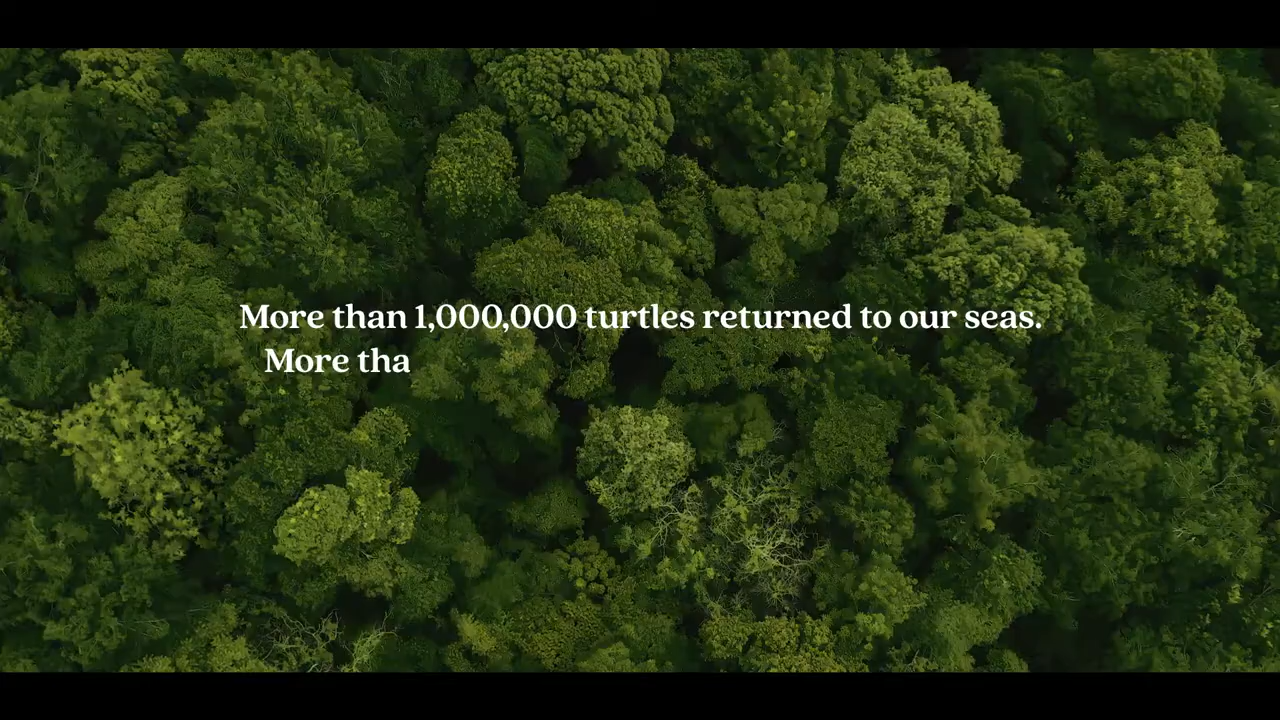 More than 1,000,000 turtles returned to our seas.
More tha